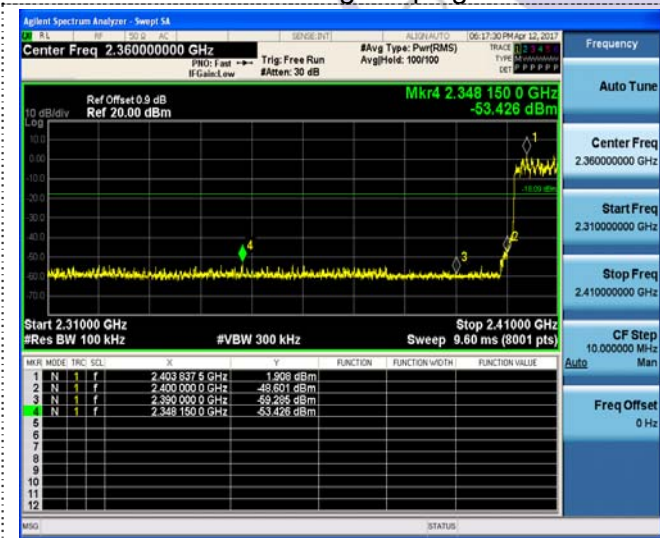 Agilent Spectrum Analyzer - Swept SA
RL RF 50 Ω AC SENSE:INT ALIGNAUTO 06:17:30 PM Apr 12, 2017
Center Freq 2.360000000 GHz
PNO: Fast
IFGain:Low
Trig: Free Run
#Atten: 30 dB
#Avg Type: Pwr(RMS)
Avg|Hold: 100/100
TRACE 1 2 3 4 5 6
TYPE MWWWWW
DET P P P P P P
Ref Offset 0.9 dB
Ref 20.00 dBm
10 dB/div
Log
Mkr4 2.348 150 0 GHz
-53.426 dBm
10.0
0.00
-10.0
-20.0
-30.0
-40.0
-50.0
-60.0
-70.0
1
-18.09 dBm
2
3
4
Start 2.31000 GHz
#Res BW 100 kHz
#VBW 300 kHz
Stop 2.41000 GHz
Sweep 9.60 ms (8001 pts)
MKR MODE TRC SCL X Y FUNCTION FUNCTION WIDTH FUNCTION VALUE
1 N 1 f 2.403 837 5 GHz 1.908 dBm
2 N 1 f 2.400 000 0 GHz -48.601 dBm
3 N 1 f 2.390 000 0 GHz -59.285 dBm
4 N 1 f 2.348 150 0 GHz -53.426 dBm
5
6
7
8
9
10
11
12
MSG STATUS
Frequency
Auto Tune
Center Freq
2.360000000 GHz
Start Freq
2.310000000 GHz
Stop Freq
2.410000000 GHz
CF Step
10.000000 MHz
Auto Man
Freq Offset
0 Hz